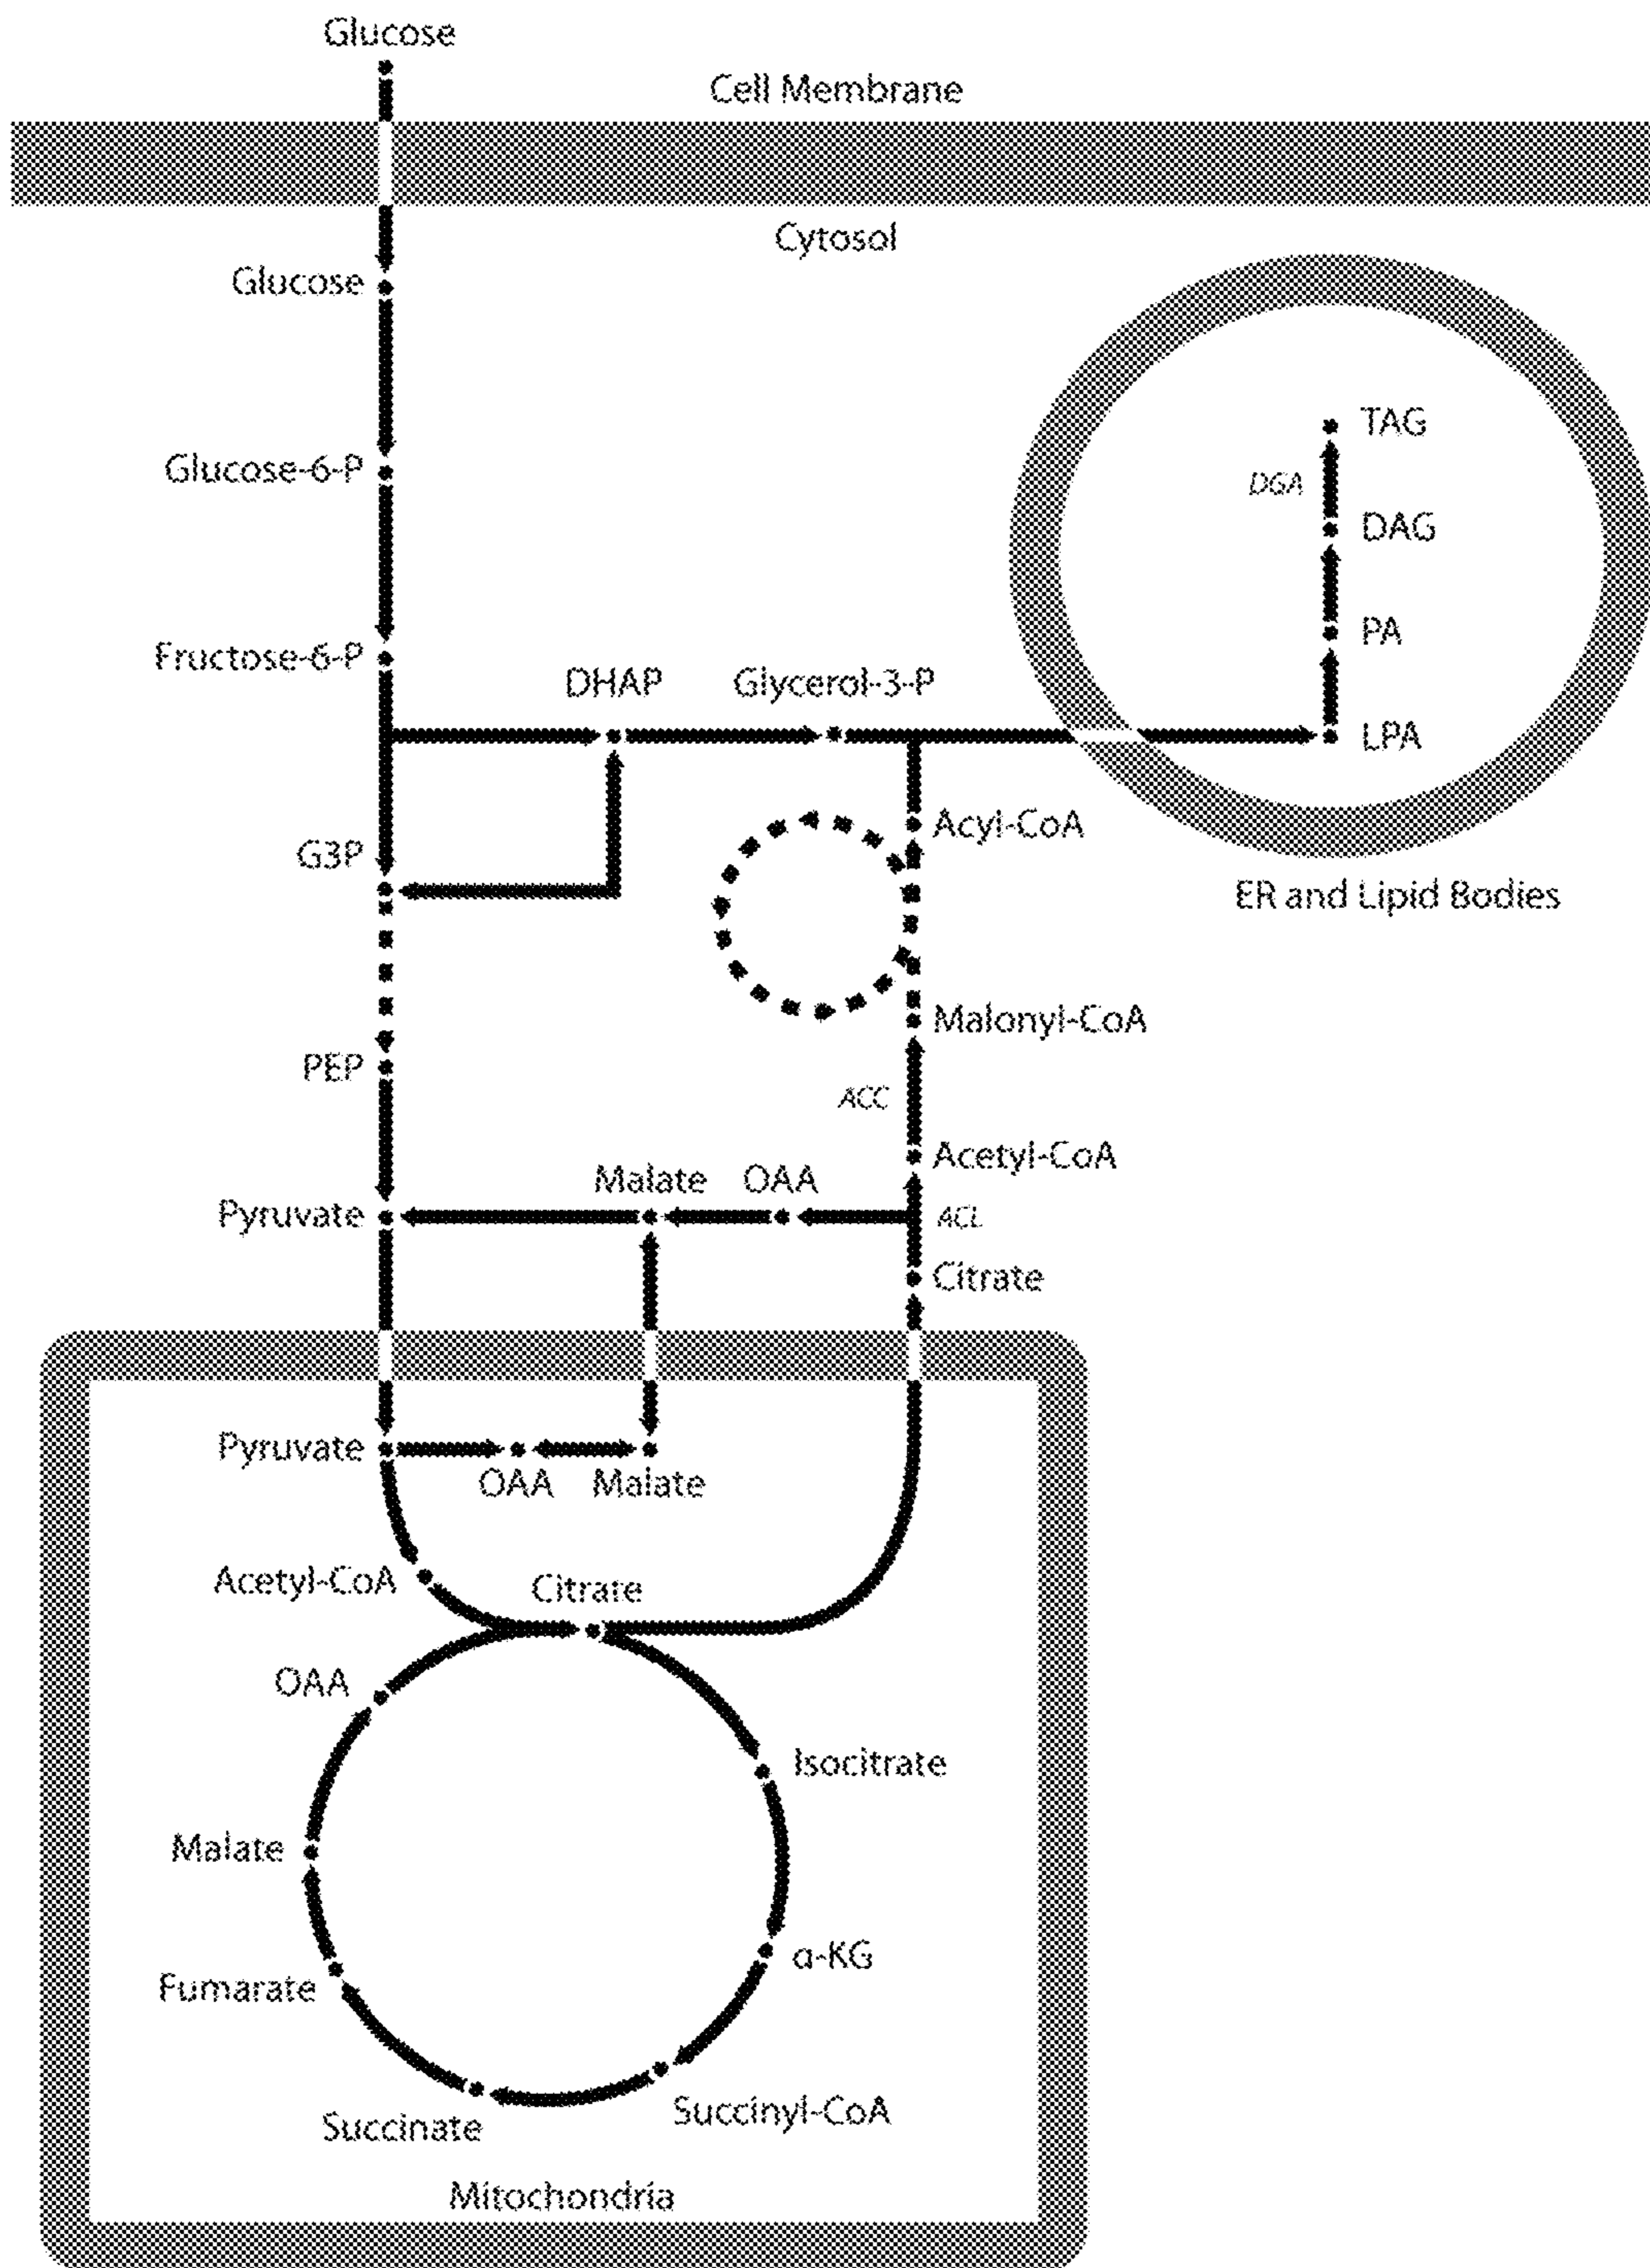 Glucose
Cell Membrane
Cytosol
Glucose
TAG
Glucose-6-P
DGA
DAG
PA
Fructose-6-P
DHAP
Glycerol-3-P
LPA
Acyl-CoA
G3P
ER and Lipid Bodies
Malonyl-CoA
PEP
ACC
Acetyl-CoA
Malate
OAA
Pyruvate
ACL
Citrate
Pyruvate
OAA
Malate
Acetyl-CoA
Citrate
OAA
Isocitrate
Malate
α-KG
Fumarate
Succinyl-CoA
Succinate
Mitochondria